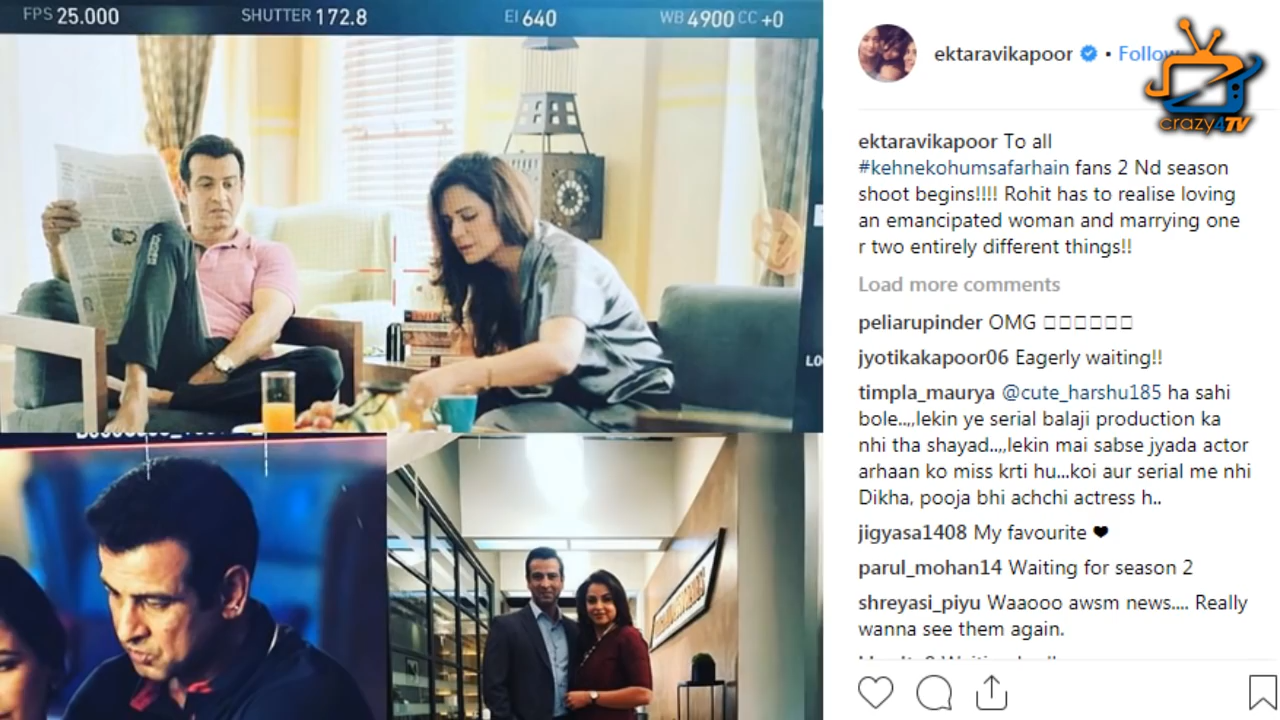 FPS 25.000 SHUTTER 172.8 EI 640 WB 4900 CC +0
ektaravikapoor • Follow
crazy4TV
ektaravikapoor To all
#kehnekohumsafarhain fans 2 Nd season
shoot begins!!!! Rohit has to realise loving
an emancipated woman and marrying one
r two entirely different things!!
Load more comments
peliarupinder OMG □□□□□□
jyotikakapoor06 Eagerly waiting!!
timpla_maurya @cute_harshu185 ha sahi
bole..,,lekin ye serial balaji production ka
nhi tha shayad..,,lekin mai sabse jyada actor
arhaan ko miss krti hu...koi aur serial me nhi
Dikha, pooja bhi achchi actress h..
jigyasa1408 My favourite ❤
parul_mohan14 Waiting for season 2
shreyasi_piyu Waaooo awsm news.... Really
wanna see them again.
LO